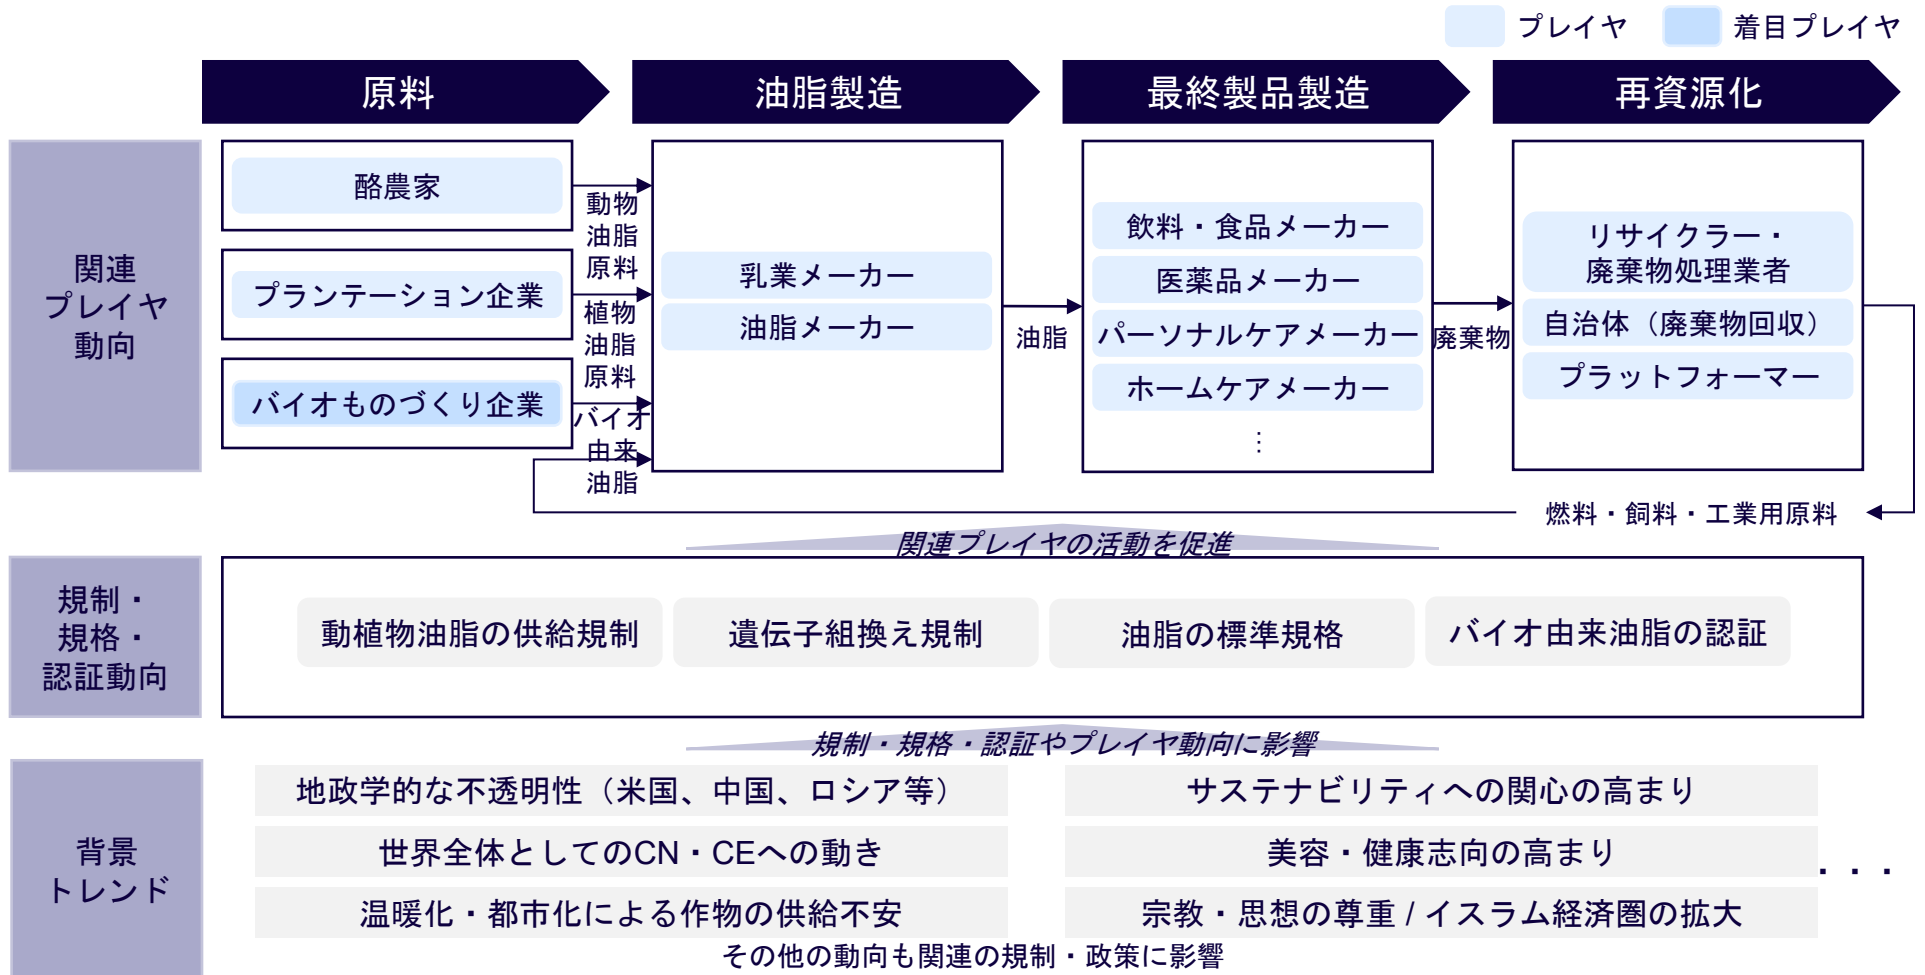 プレイヤ
着目プレイヤ
原料
油脂製造
最終製品製造
再資源化
関連
プレイヤ
動向
酪農家
プランテーション企業
バイオものづくり企業
動物
油脂
原料
植物
油脂
原料
バイオ
由来
油脂
乳業メーカー
油脂メーカー
油脂
飲料・食品メーカー
医薬品メーカー
パーソナルケアメーカー
ホームケアメーカー
…
廃棄物
リサイクラー・
廃棄物処理業者
自治体（廃棄物回収）
プラットフォーマー
燃料・飼料・工業用原料
関連プレイヤの活動を促進
規制・
規格・
認証動向
動植物油脂の供給規制
遺伝子組換え規制
油脂の標準規格
バイオ由来油脂の認証
規制・規格・認証やプレイヤ動向に影響
背景
トレンド
地政学的な不透明性（米国、中国、ロシア等）
サステナビリティへの関心の高まり
世界全体としてのCN・CEへの動き
美容・健康志向の高まり
温暖化・都市化による作物の供給不安
宗教・思想の尊重 / イスラム経済圏の拡大
・・・
その他の動向も関連の規制・政策に影響